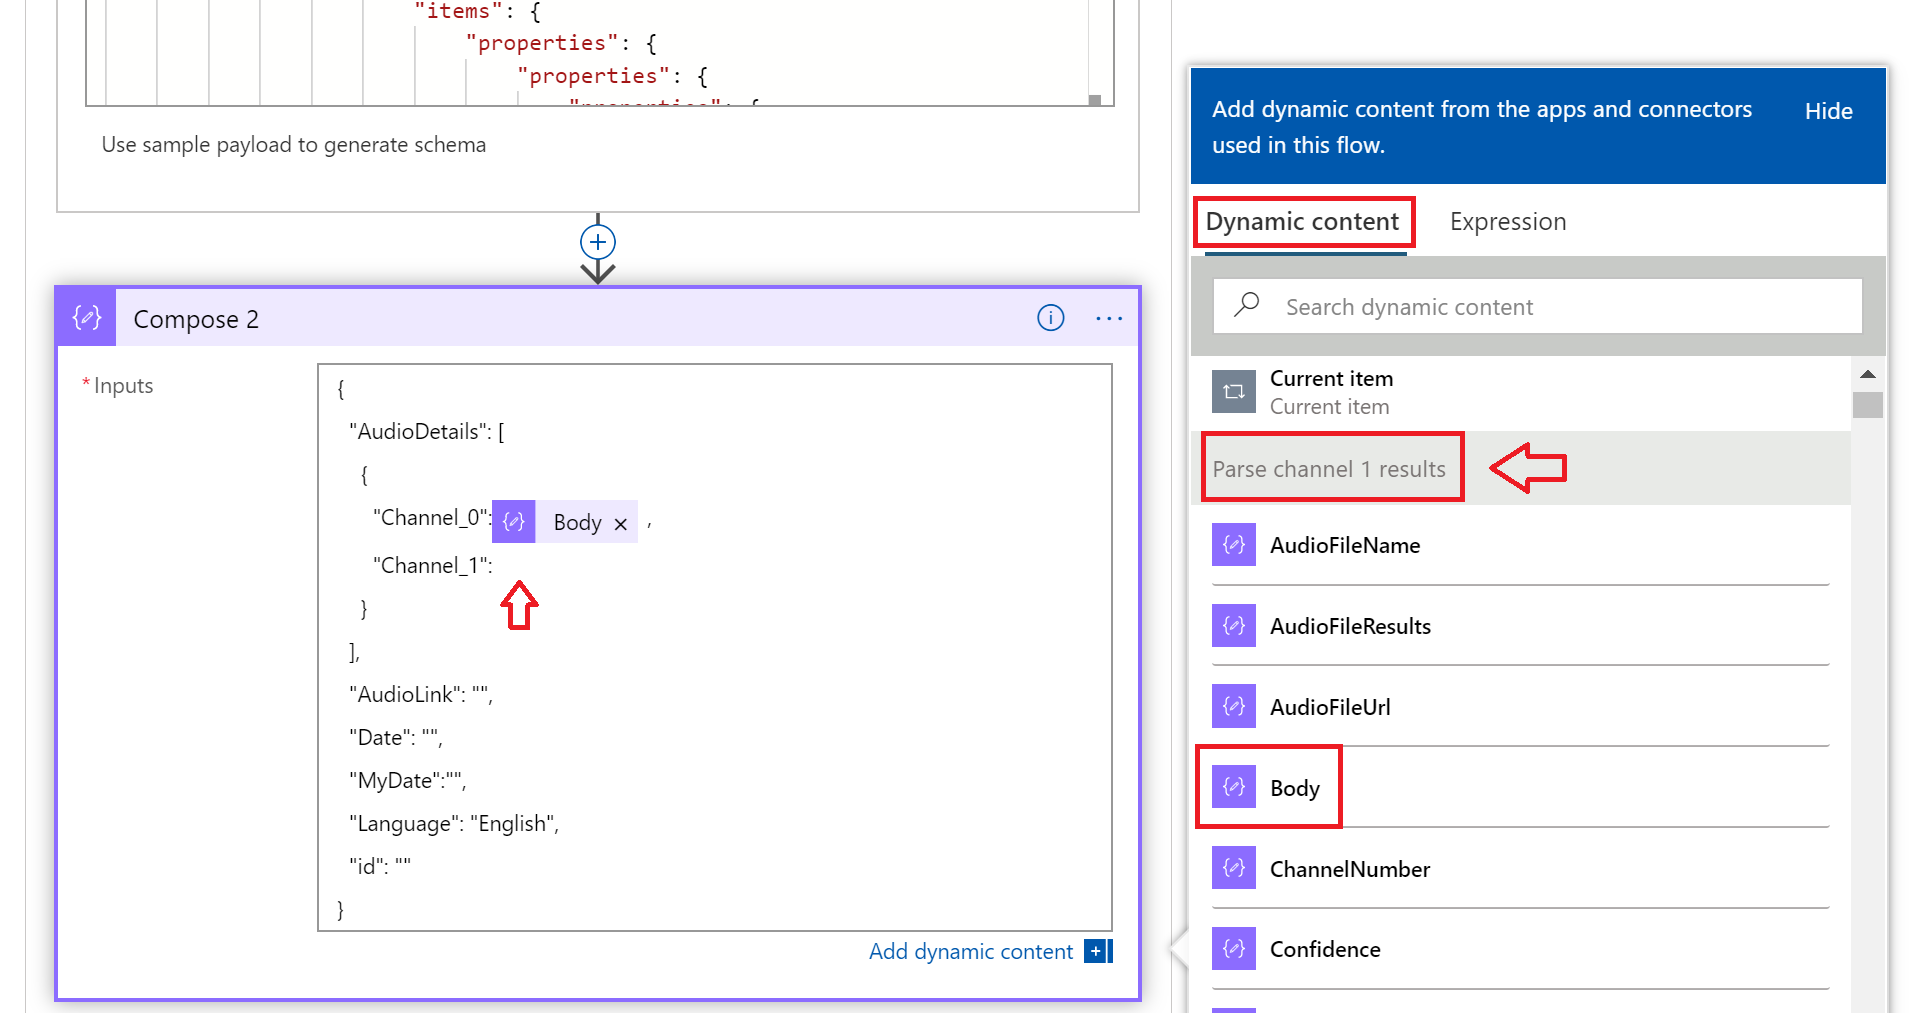 "items": {
"properties": {
"properties": {
"properties": {
Use sample payload to generate schema
Compose 2
* Inputs
{
"AudioDetails": [
{
"Channel_0": Body × ,
"Channel_1":
}
],
"AudioLink": "",
"Date": "",
"MyDate":"",
"Language": "English",
"id": ""
}
Add dynamic content
Add dynamic content from the apps and connectors
used in this flow.
Hide
Dynamic content
Expression
Search dynamic content
Current item
Current item
Parse channel 1 results
AudioFileName
AudioFileResults
AudioFileUrl
Body
ChannelNumber
Confidence